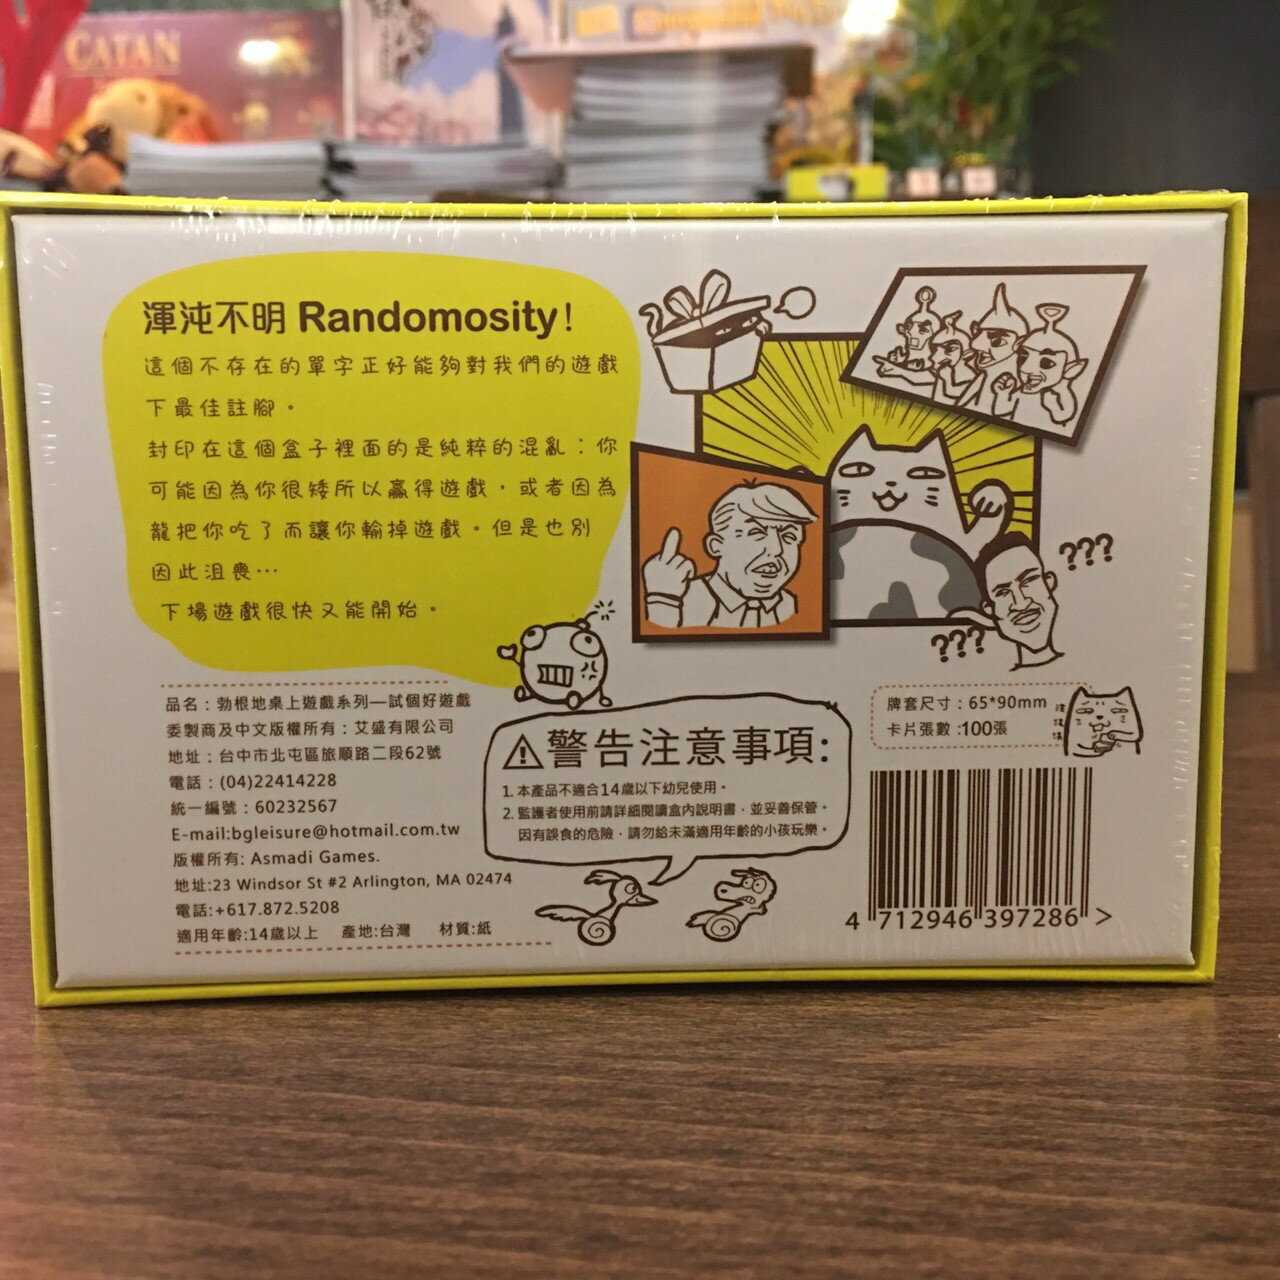 CATAN
渾沌不明 Randomosity!
這個不存在的單字正好能夠對我們的遊戲
下最佳註腳。
封印在這個盒子裡面的是純粹的混亂：你
可能因為你很矮所以贏得遊戲，或者因為
龍把你吃了而讓你輸掉遊戲。但是也別
因此沮喪…
下場遊戲很快又能開始。
???
???
品名：勃根地桌上遊戲系列—試個好遊戲
委製商及中文版權所有：艾盛有限公司
地址：台中市北屯區旅順路二段62號
電話：(04)22414228
統一編號：60232567
E-mail:bgleisure@hotmail.com.tw
版權所有: Asmadi Games.
地址:23 Windsor St #2 Arlington, MA 02474
電話:+617.872.5208
適用年齡:14歲以上 產地:台灣 材質:紙
警告注意事項:
1. 本產品不適合14歲以下幼兒使用。
2. 監護者使用前請詳細閱讀盒內說明書，並妥善保管。
因有誤食的危險，請勿給未滿適用年齡的小孩玩樂。
牌套尺寸：65*90mm
卡片張數:100張
4 712946 397286 >